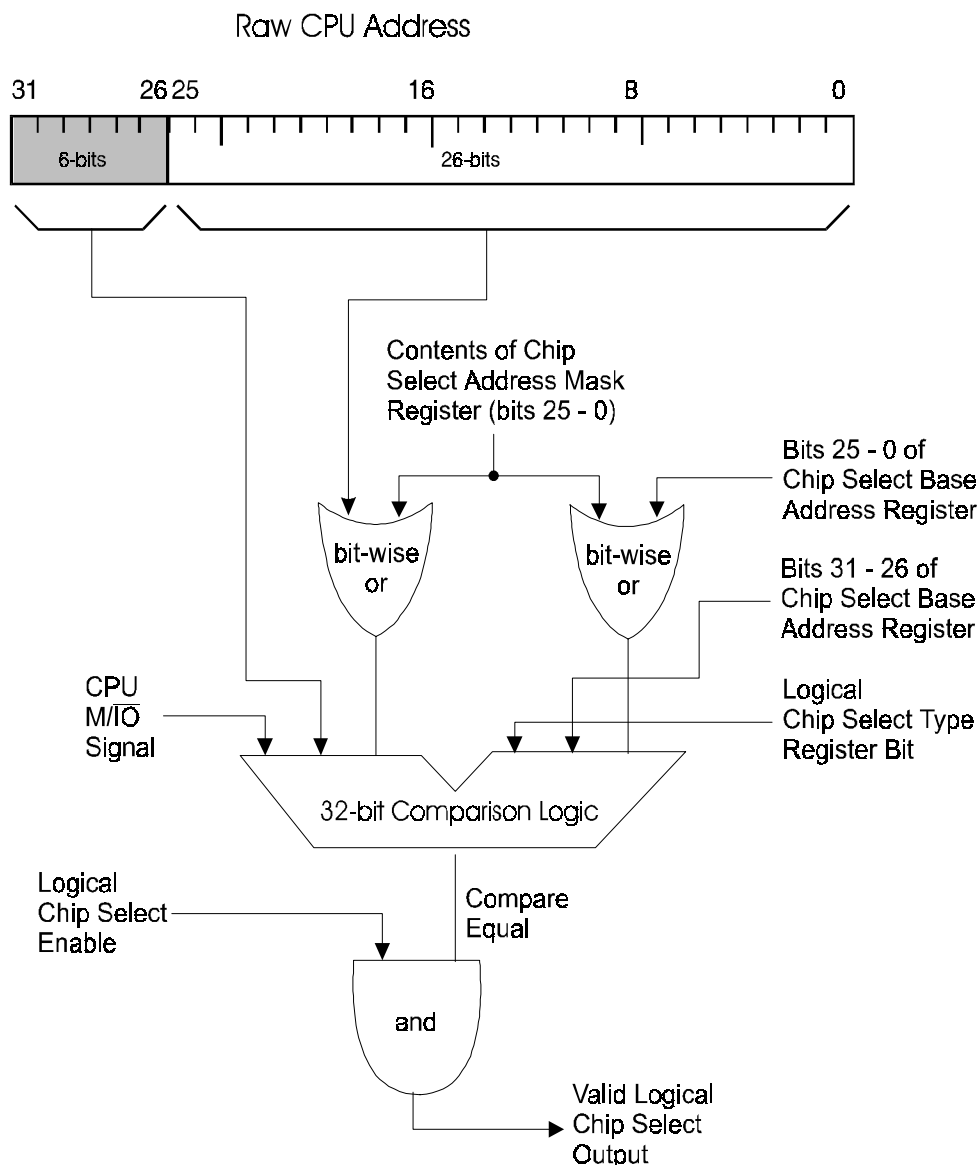 Raw CPU Address
31 26 25 16 8 0
6-bits 26-bits
Contents of Chip
Select Address Mask
Register (bits 25 - 0)
Bits 25 - 0 of
Chip Select Base
Address Register
bit-wise
or
bit-wise
or
Bits 31 - 26 of
Chip Select Base
Address Register
CPU
M/I̅O̅
Signal
Logical
Chip Select Type
Register Bit
32-bit Comparison Logic
Logical
Chip Select
Enable
Compare
Equal
and
Valid Logical
Chip Select
Output